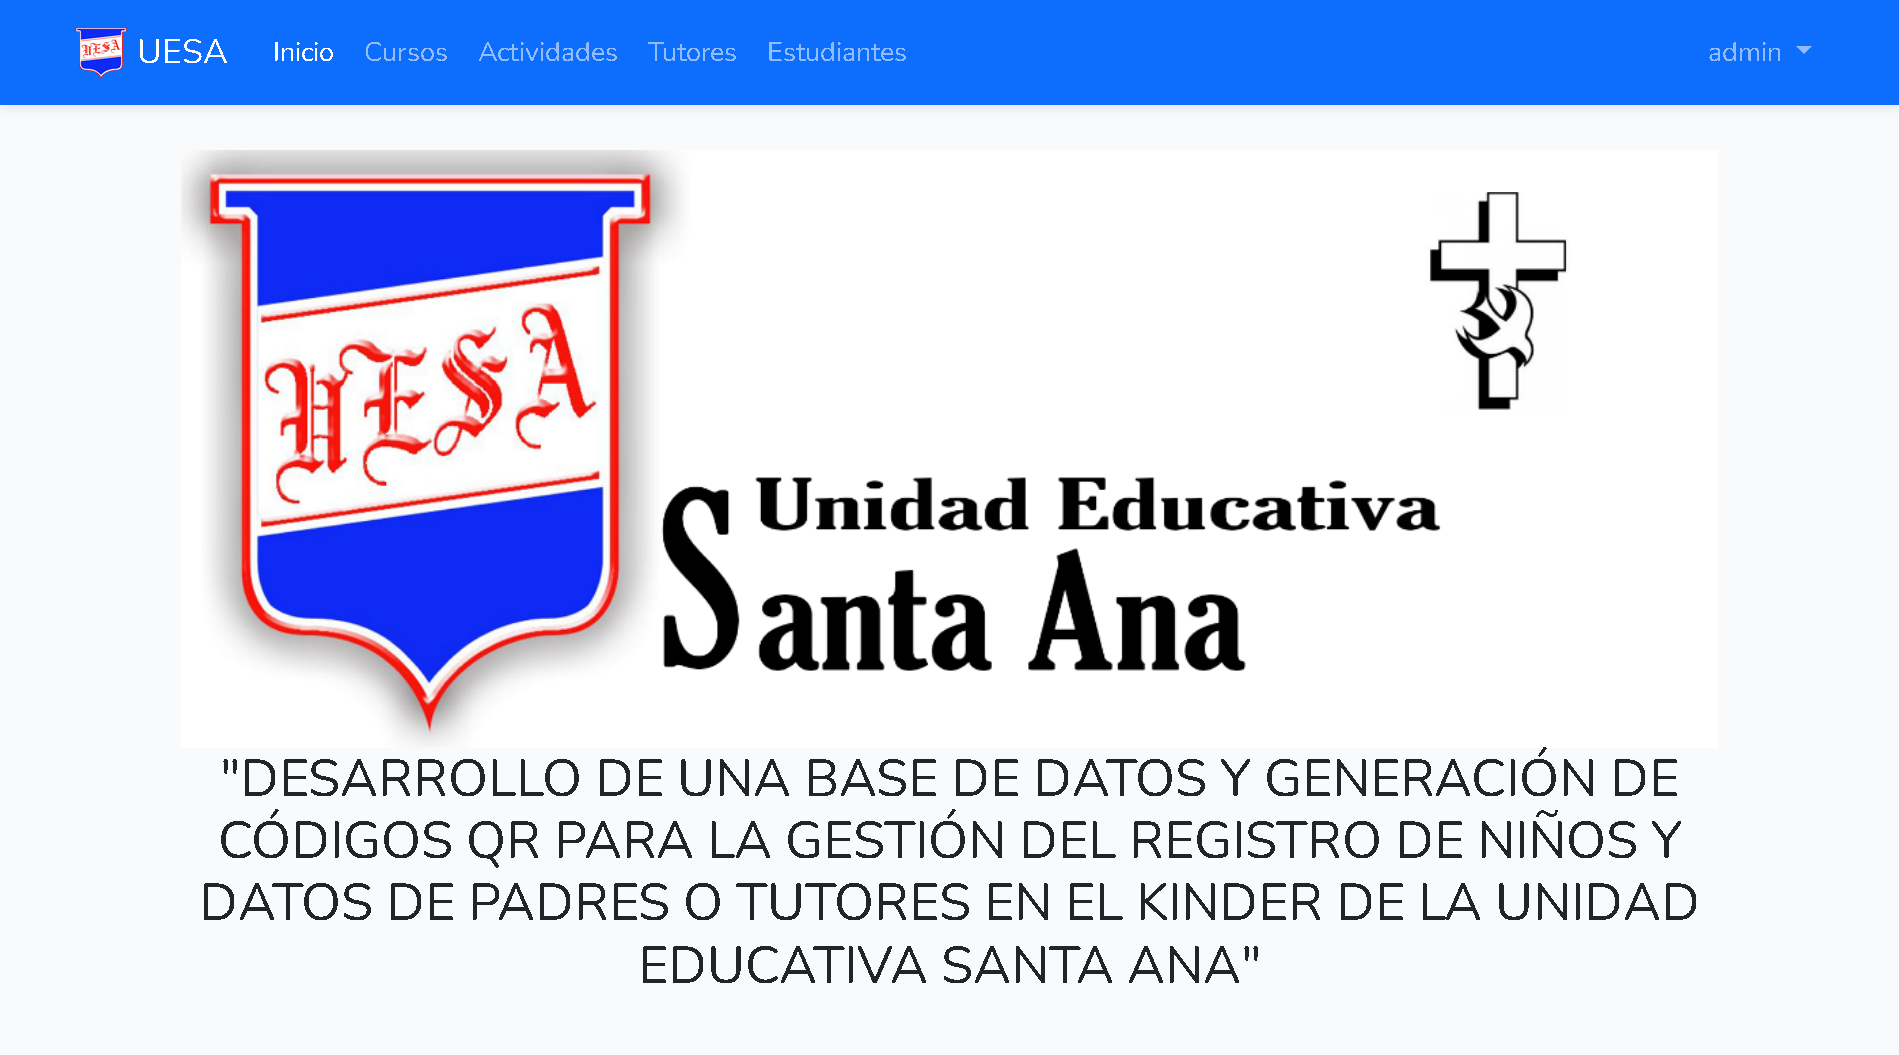 UESA UESA Inicio Cursos Actividades Tutores Estudiantes admin
UESA
Unidad Educativa
Santa Ana
"DESARROLLO DE UNA BASE DE DATOS Y GENERACIÓN DE
CÓDIGOS QR PARA LA GESTIÓN DEL REGISTRO DE NIÑOS Y
DATOS DE PADRES O TUTORES EN EL KINDER DE LA UNIDAD
EDUCATIVA SANTA ANA"